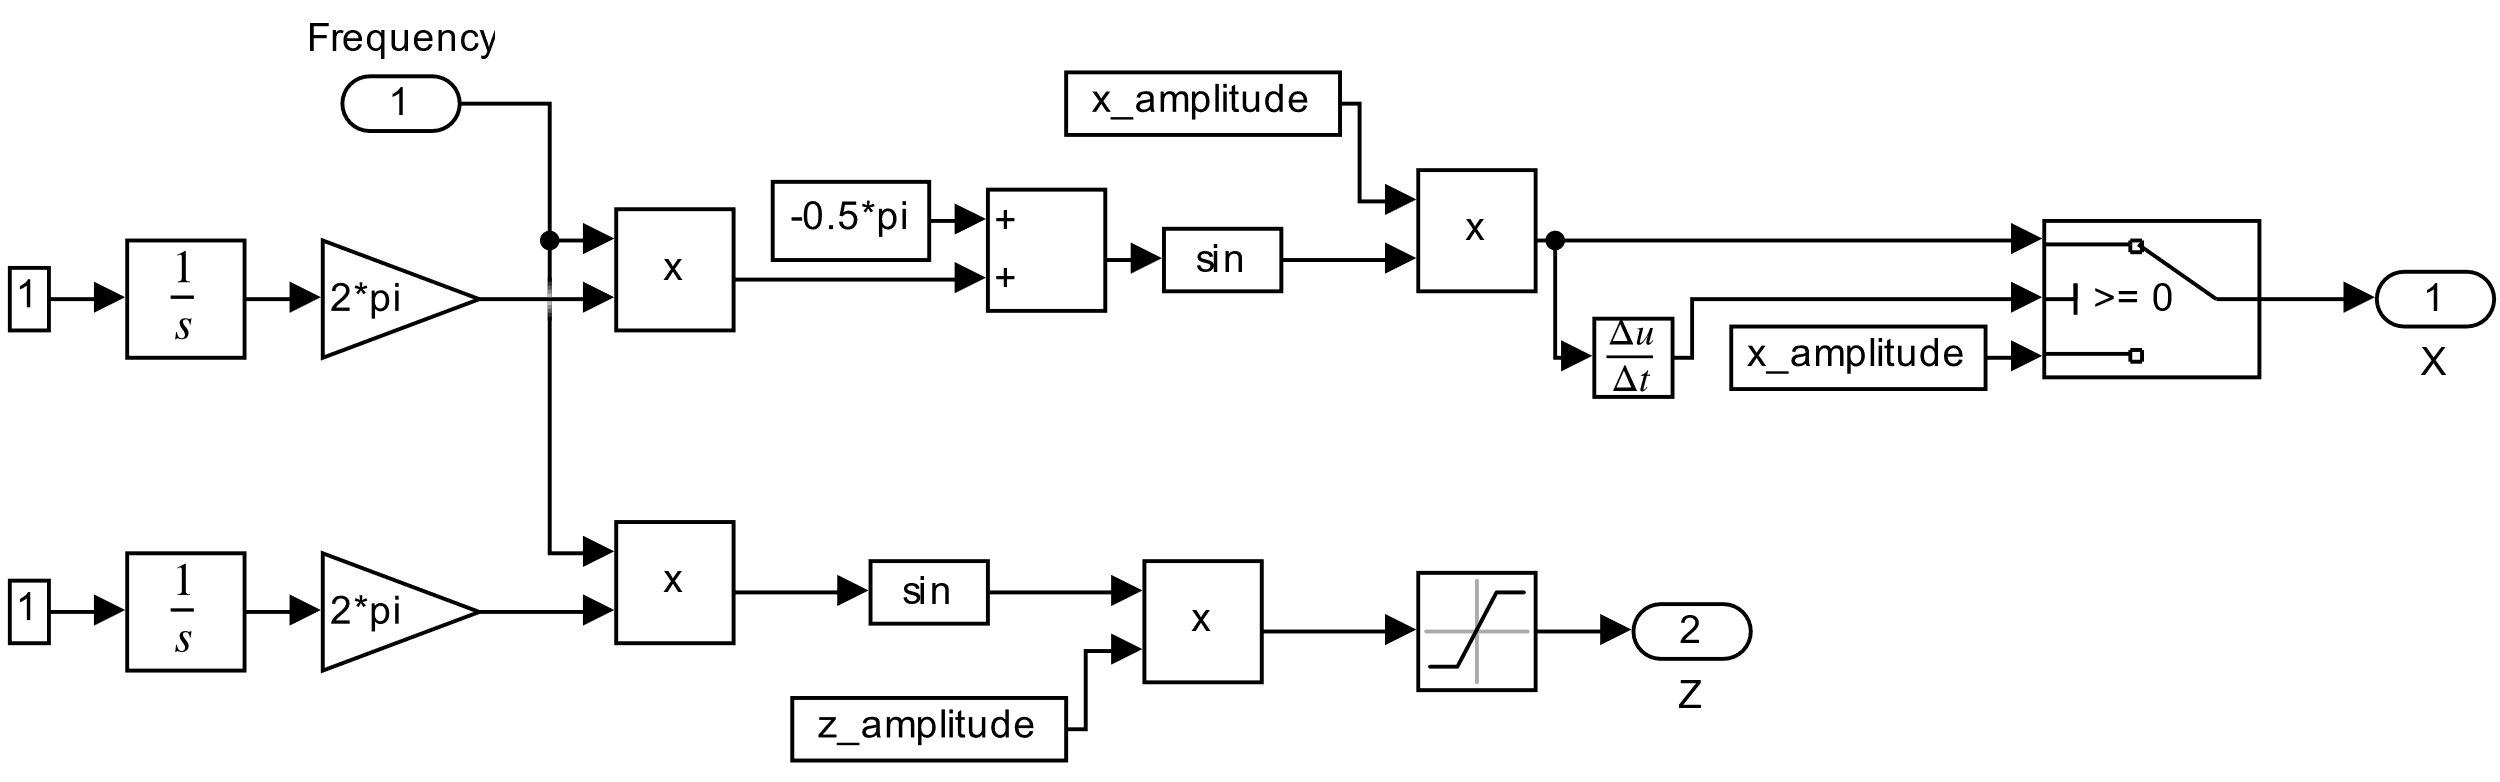 Frequency
1
x_amplitude
-0.5*pi
+
+
x
sin
x
1
1
s
2*pi
>= 0
1
X
Δu
Δt
x_amplitude
1
1
s
2*pi
x
sin
x
2
Z
z_amplitude